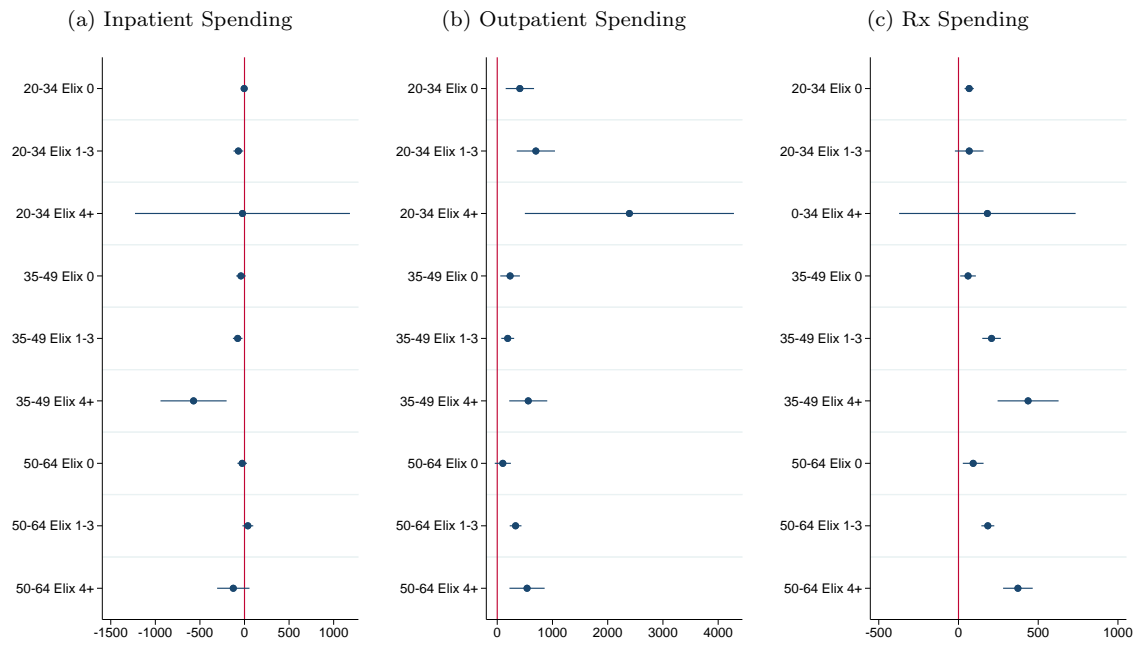 (a) Inpatient Spending
20-34 Elix 0
20-34 Elix 1-3
20-34 Elix 4+
35-49 Elix 0
35-49 Elix 1-3
35-49 Elix 4+
50-64 Elix 0
50-64 Elix 1-3
50-64 Elix 4+
-1500 -1000 -500 0 500 1000
(b) Outpatient Spending
20-34 Elix 0
20-34 Elix 1-3
20-34 Elix 4+
35-49 Elix 0
35-49 Elix 1-3
35-49 Elix 4+
50-64 Elix 0
50-64 Elix 1-3
50-64 Elix 4+
0 1000 2000 3000 4000
(c) Rx Spending
20-34 Elix 0
20-34 Elix 1-3
0-34 Elix 4+
35-49 Elix 0
35-49 Elix 1-3
35-49 Elix 4+
50-64 Elix 0
50-64 Elix 1-3
50-64 Elix 4+
-500 0 500 1000